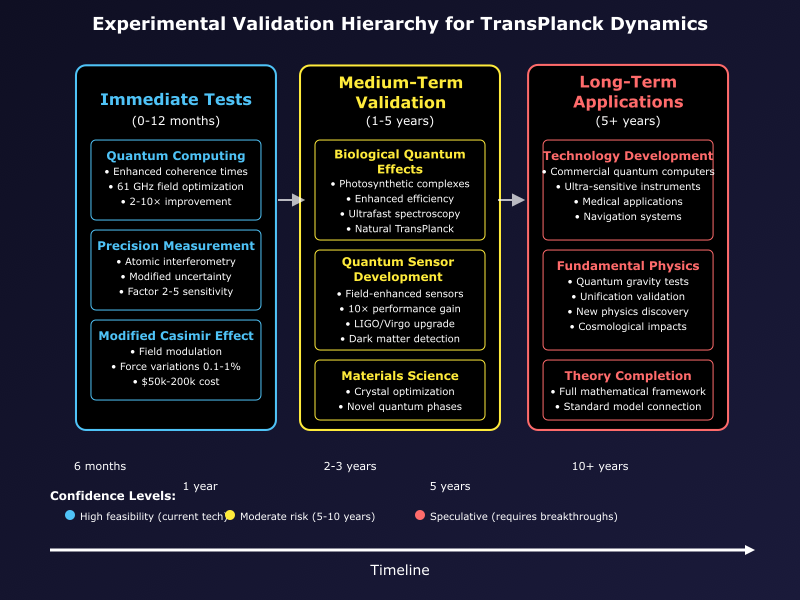 Experimental Validation Hierarchy for TransPlanck Dynamics
Immediate Tests
(0-12 months)
Quantum Computing
• Enhanced coherence times
• 61 GHz field optimization
• 2-10× improvement
Precision Measurement
• Atomic interferometry
• Modified uncertainty
• Factor 2-5 sensitivity
Modified Casimir Effect
• Field modulation
• Force variations 0.1-1%
• $50k-200k cost
Medium-Term
Validation
(1-5 years)
Biological Quantum
Effects
• Photosynthetic complexes
• Enhanced efficiency
• Ultrafast spectroscopy
• Natural TransPlanck
Quantum Sensor
Development
• Field-enhanced sensors
• 10× performance gain
• LIGO/Virgo upgrade
• Dark matter detection
Materials Science
• Crystal optimization
• Novel quantum phases
Long-Term
Applications
(5+ years)
Technology Development
• Commercial quantum computers
• Ultra-sensitive instruments
• Medical applications
• Navigation systems
Fundamental Physics
• Quantum gravity tests
• Unification validation
• New physics discovery
• Cosmological impacts
Theory Completion
• Full mathematical framework
• Standard model connection
6 months
1 year
2-3 years
5 years
10+ years
Confidence Levels:
High feasibility (current tech)
Moderate risk (5-10 years)
Speculative (requires breakthroughs)
Timeline